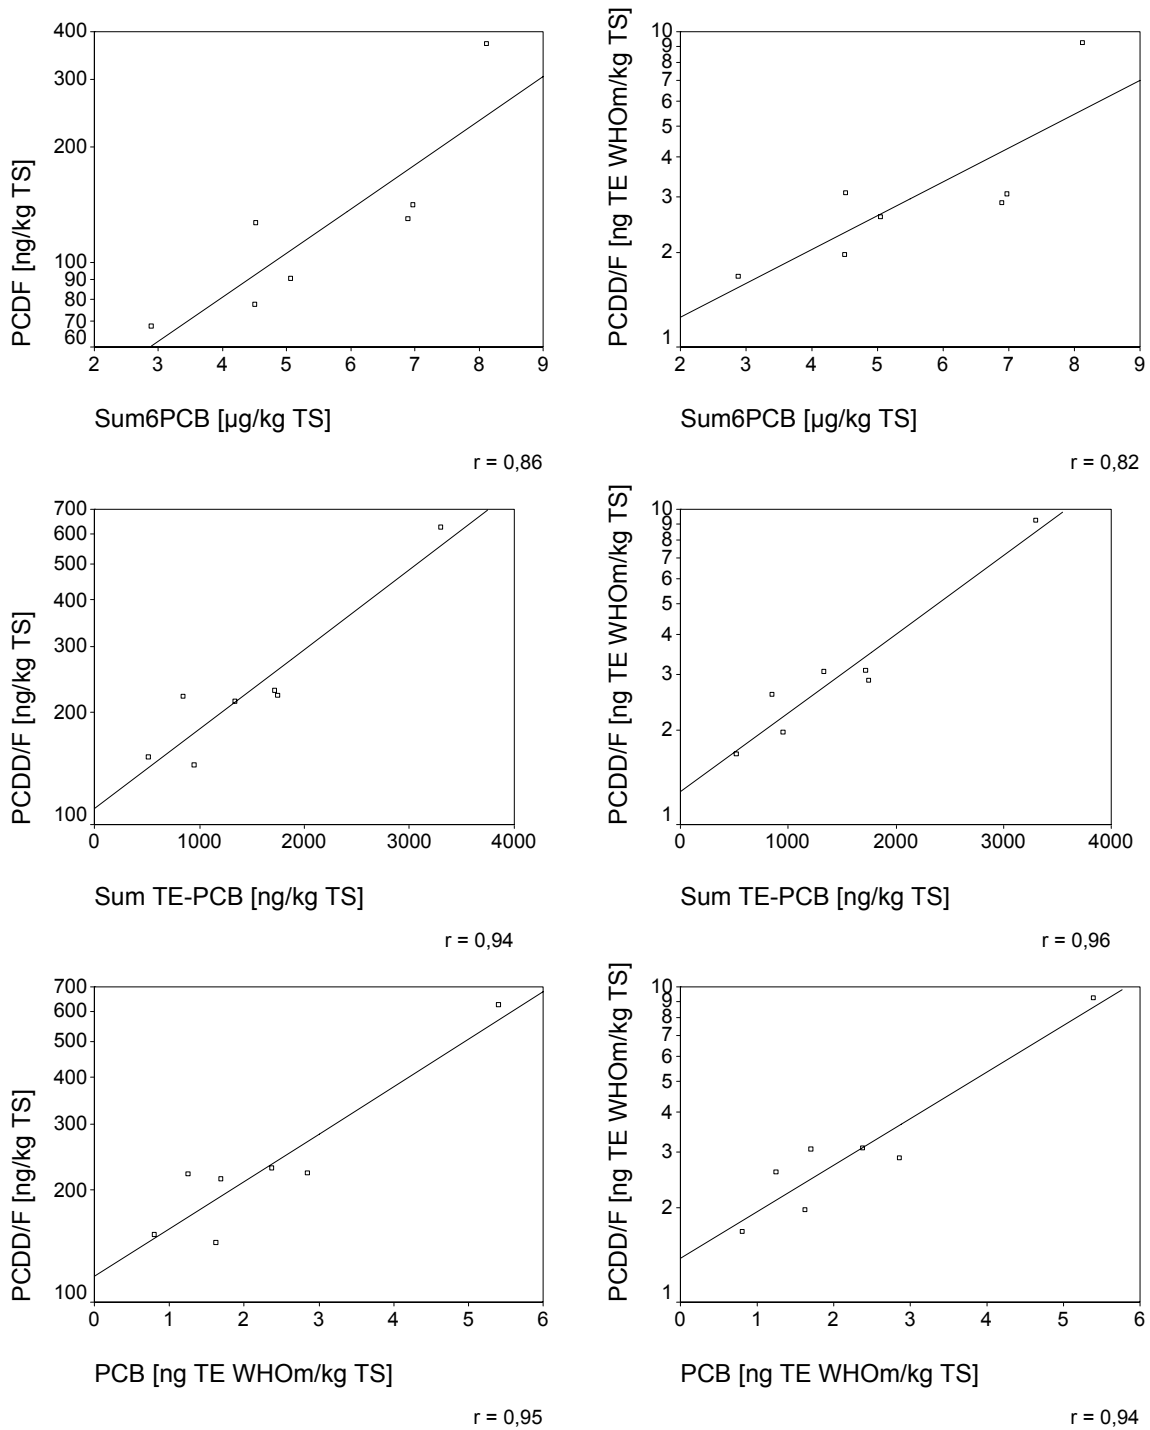 PCDF [ng/kg TS]
400
300
200
100
90
80
70
60
2 3 4 5 6 7 8 9
Sum6PCB [µg/kg TS]
r = 0,86
PCDD/F [ng TE WHOm/kg TS]
10
9
8
7
6
5
4
3
2
1
2 3 4 5 6 7 8 9
Sum6PCB [µg/kg TS]
r = 0,82
PCDD/F [ng/kg TS]
700
600
500
400
300
200
100
0 1000 2000 3000 4000
Sum TE-PCB [ng/kg TS]
r = 0,94
PCDD/F [ng TE WHOm/kg TS]
10
9
8
7
6
5
4
3
2
1
0 1000 2000 3000 4000
Sum TE-PCB [ng/kg TS]
r = 0,96
PCDD/F [ng/kg TS]
700
600
500
400
300
200
100
0 1 2 3 4 5 6
PCB [ng TE WHOm/kg TS]
r = 0,95
PCDD/F [ng TE WHOm/kg TS]
10
9
8
7
6
5
4
3
2
1
0 1 2 3 4 5 6
PCB [ng TE WHOm/kg TS]
r = 0,94